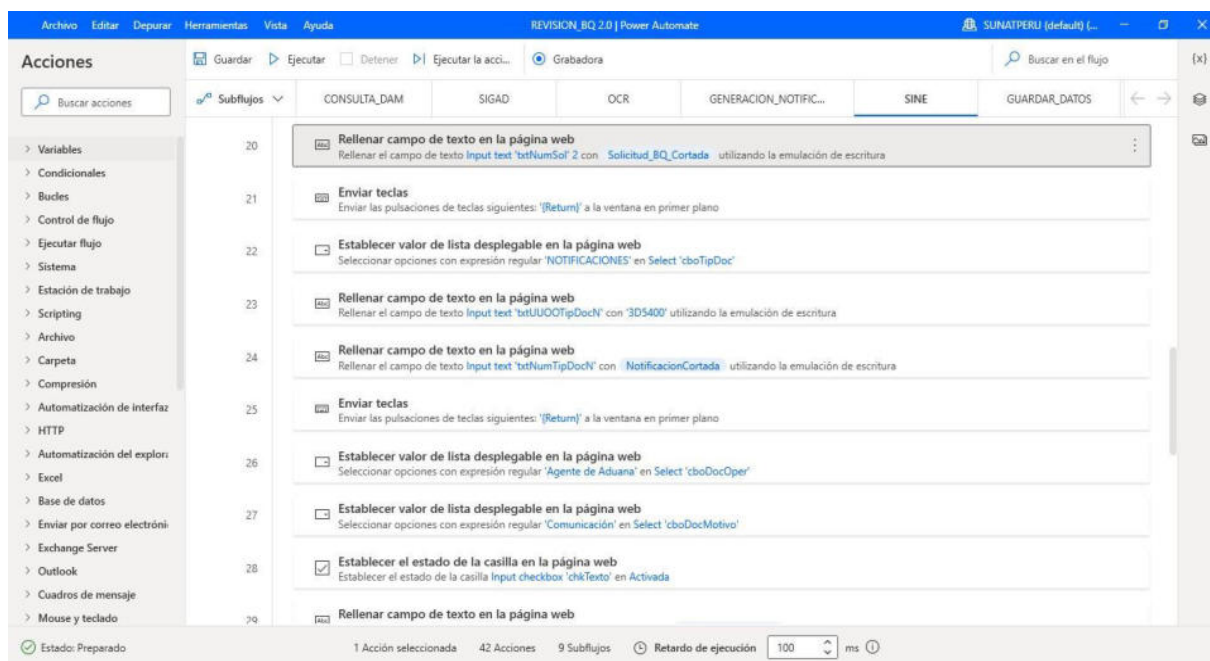 Archivo Editar Depurar Herramientas Vista Ayuda REVISION_BQ 2.0 | Power Automate SUNATPERU (default) (...
Acciones
Guardar Ejecutar Detener Ejecutar la acci... Grabadora Buscar en el flujo {x}
Buscar acciones
Subflujos CONSULTA_DAM SIGAD OCR GENERACION_NOTIFIC... SINE GUARDAR_DATOS
Variables
Condicionales
Bucles
Control de flujo
Ejecutar flujo
Sistema
Estación de trabajo
Scripting
Archivo
Carpeta
Compresión
Automatización de interfaz
HTTP
Automatización del explor
Excel
Base de datos
Enviar por correo electróni
Exchange Server
Outlook
Cuadros de mensaje
Mouse y teclado
20
Rellenar campo de texto en la página web
Rellenar el campo de texto Input text 'txtNumSol' 2 con Solicitud_BQ_Cortada utilizando la emulación de escritura
21
Enviar teclas
Enviar las pulsaciones de teclas siguientes: '{Return}' a la ventana en primer plano
22
Establecer valor de lista desplegable en la página web
Seleccionar opciones con expresión regular 'NOTIFICACIONES' en Select 'cboTipDoc'
23
Rellenar campo de texto en la página web
Rellenar el campo de texto Input text 'txtUUOOTipDocN' con '3D5400' utilizando la emulación de escritura
24
Rellenar campo de texto en la página web
Rellenar el campo de texto Input text 'txtNumTipDocN' con NotificacionCortada utilizando la emulación de escritura
25
Enviar teclas
Enviar las pulsaciones de teclas siguientes: '{Return}' a la ventana en primer plano
26
Establecer valor de lista desplegable en la página web
Seleccionar opciones con expresión regular 'Agente de Aduana' en Select 'cboDocOper'
27
Establecer valor de lista desplegable en la página web
Seleccionar opciones con expresión regular 'Comunicación' en Select 'cboDocMotivo'
28
Establecer el estado de la casilla en la página web
Establecer el estado de la casilla Input checkbox 'chkTexto' en Activada
29
Rellenar campo de texto en la página web
Estado: Preparado 1 Acción seleccionada 42 Acciones 9 Subflujos Retardo de ejecución 100 ms